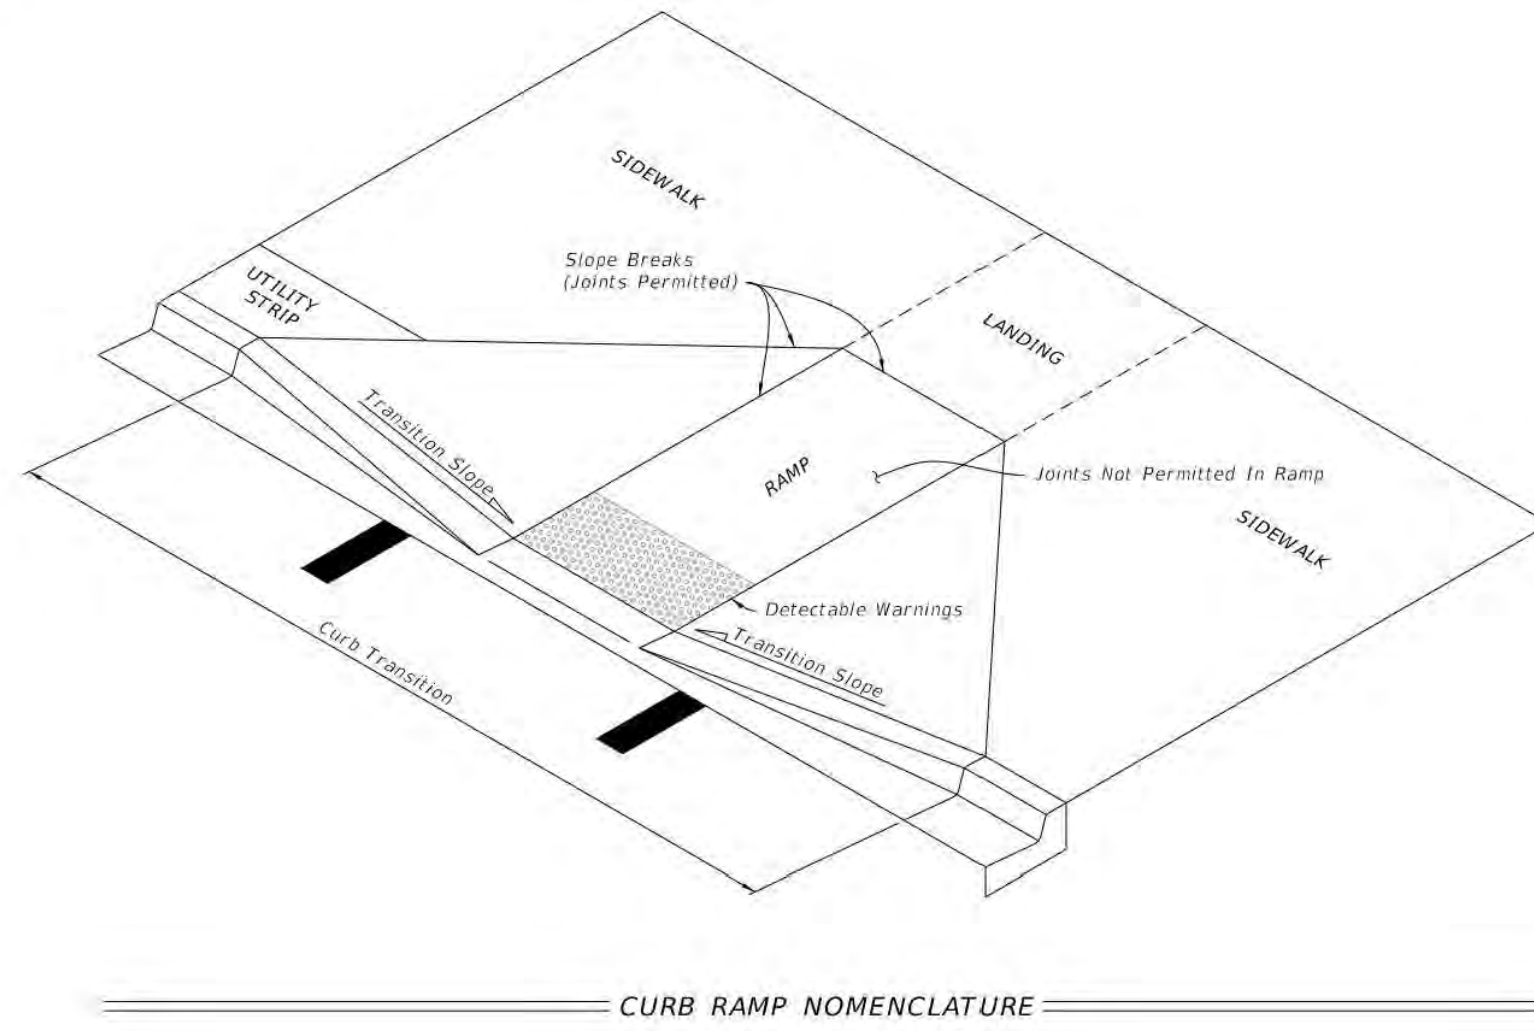 SIDEWALK
Slope Breaks
(Joints Permitted)
UTILITY
STRIP
LANDING
Transition Slope
RAMP
Joints Not Permitted In Ramp
SIDEWALK
Detectable Warnings
Transition Slope
Curb Transition
CURB RAMP NOMENCLATURE